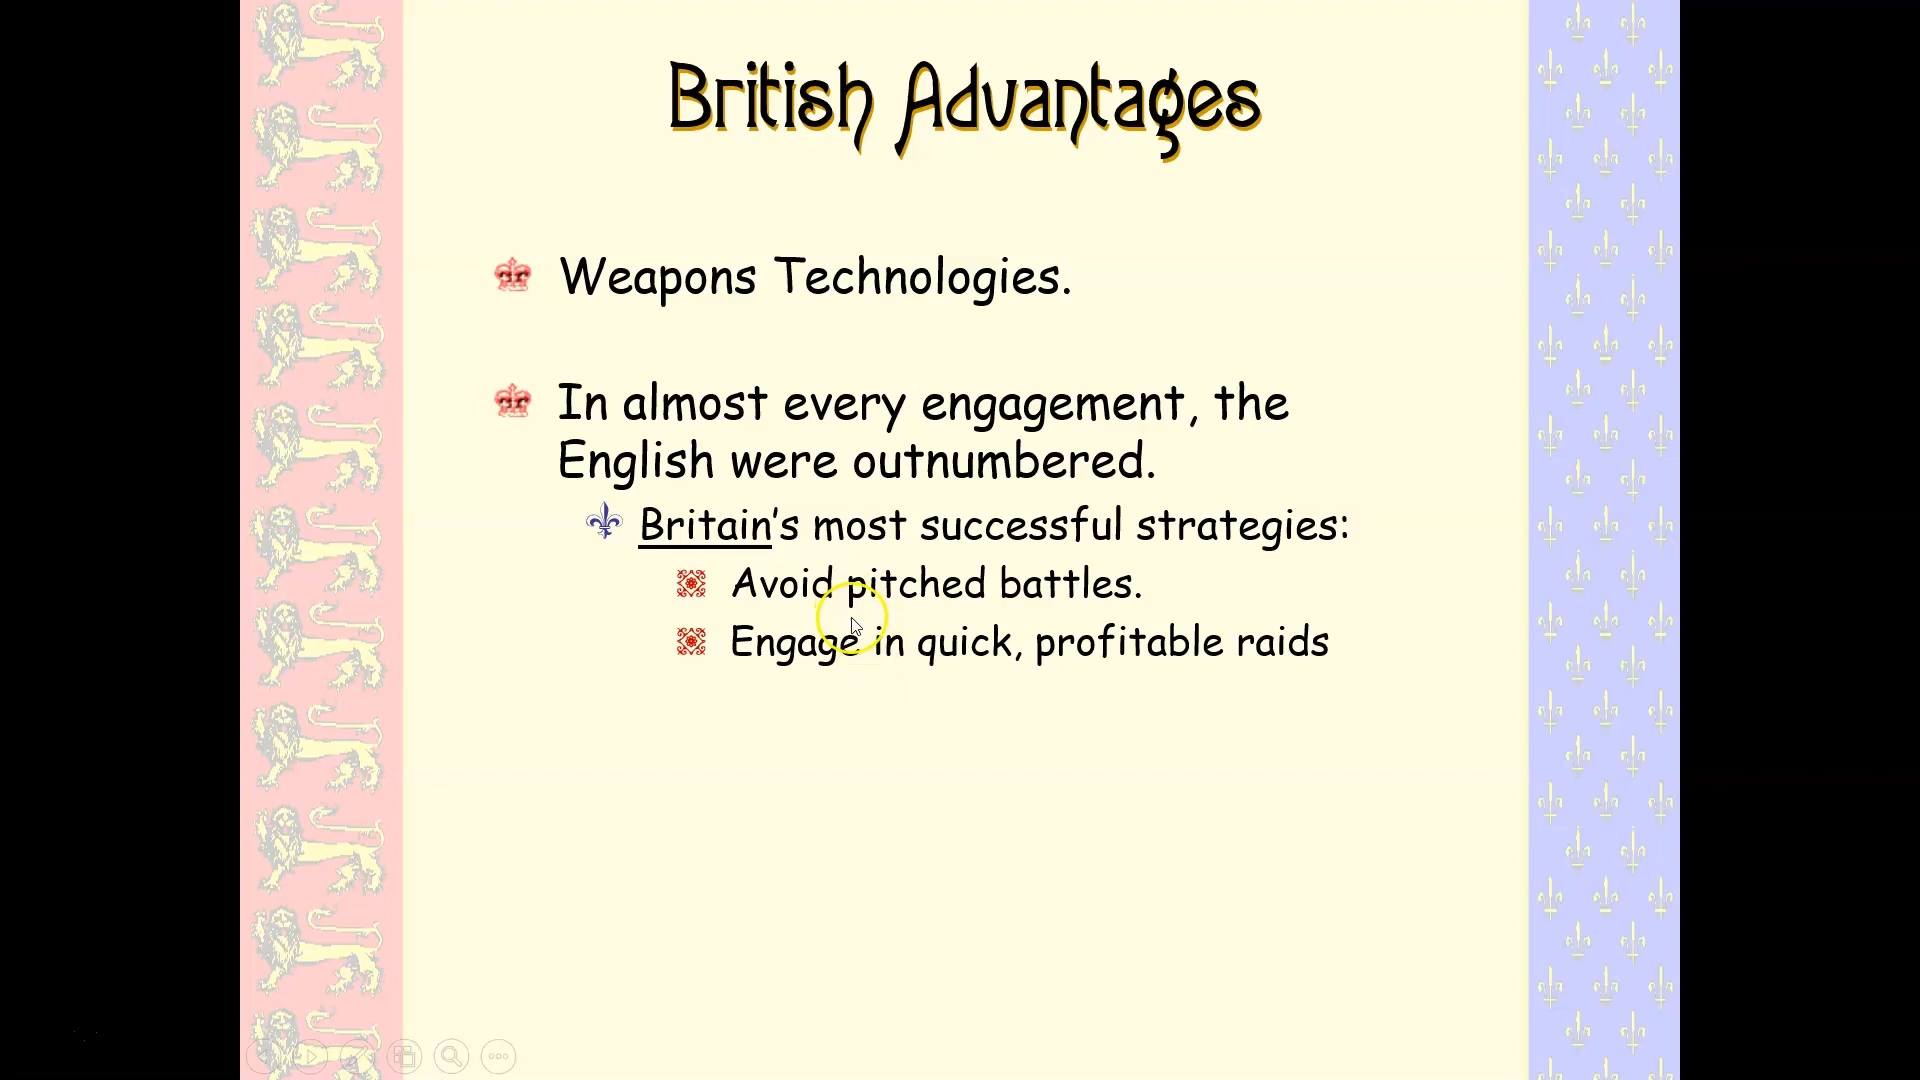 British Advantages
Weapons Technologies.
In almost every engagement, the
English were outnumbered.
Britain's most successful strategies:
Avoid pitched battles.
Engage in quick, profitable raids